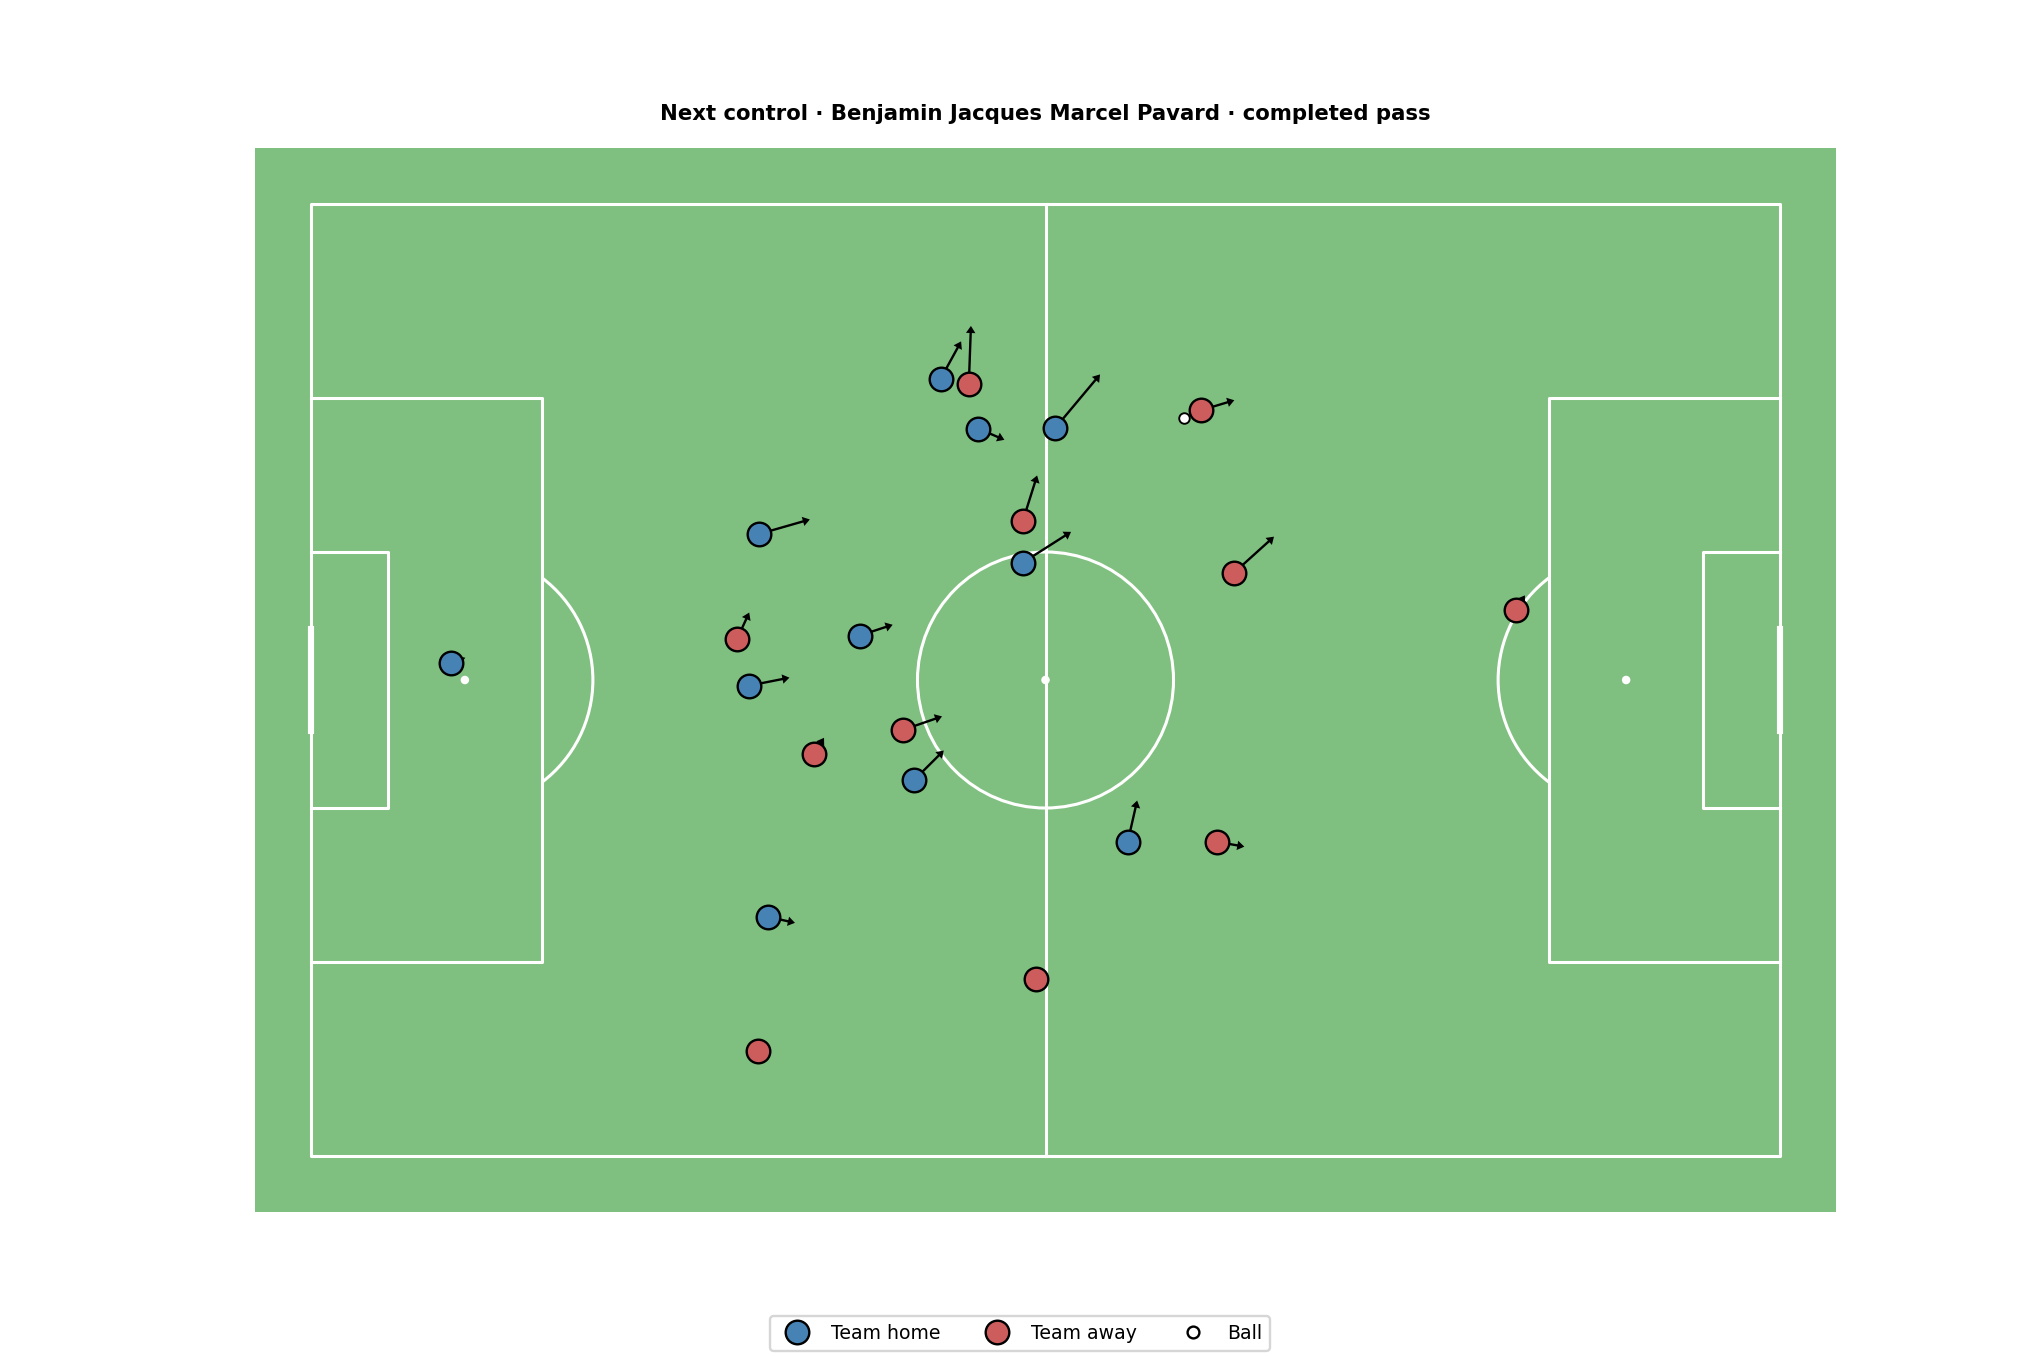 Next control · Benjamin Jacques Marcel Pavard · completed pass
Team home
Team away
Ball